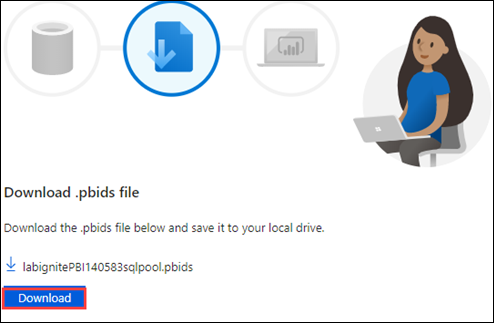 Download .pbids file
Download the .pbids file below and save it to your local drive.
labignitePBI140583sqlpool.pbids
Download